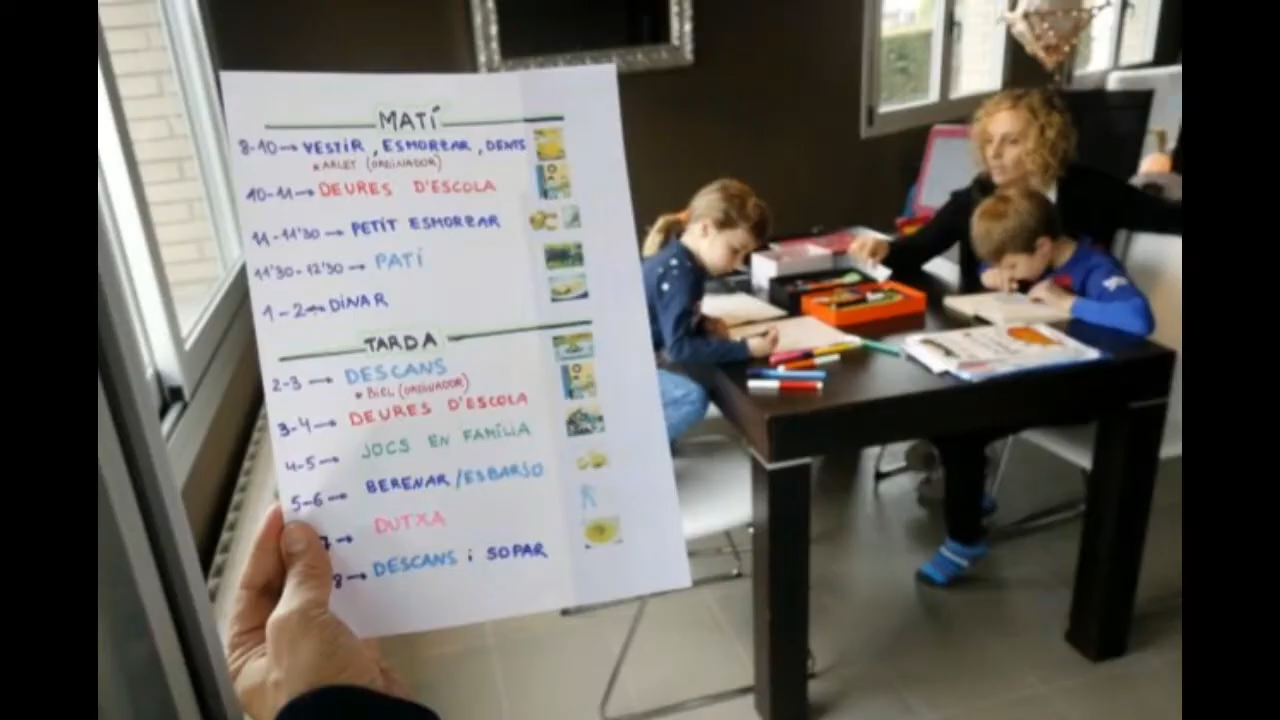 MATÍ
8-10→ VESTIR, ESMORZAR, DENTS
*ARLET (ORDINADOR)
10-11→ DEURES D'ESCOLA
11-11'30→ PETIT ESMORZAR
11'30-12'30→ PATI
1-2→ DINAR
TARDA
2-3→ DESCANS
*BIEL (ORDINADOR)
3-4→ DEURES D'ESCOLA
4-5→ JOCS EN FAMÍLIA
5-6→ BERENAR/ESBARJO
7→ DUTXA
8→ DESCANS i SOPAR